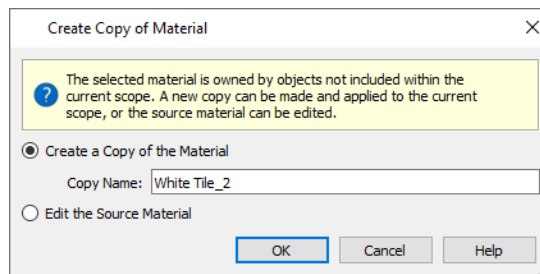 Create Copy of Material
The selected material is owned by objects not included within the
current scope. A new copy can be made and applied to the current
scope, or the source material can be edited.
Create a Copy of the Material
Copy Name: White Tile_2
Edit the Source Material
OK Cancel Help